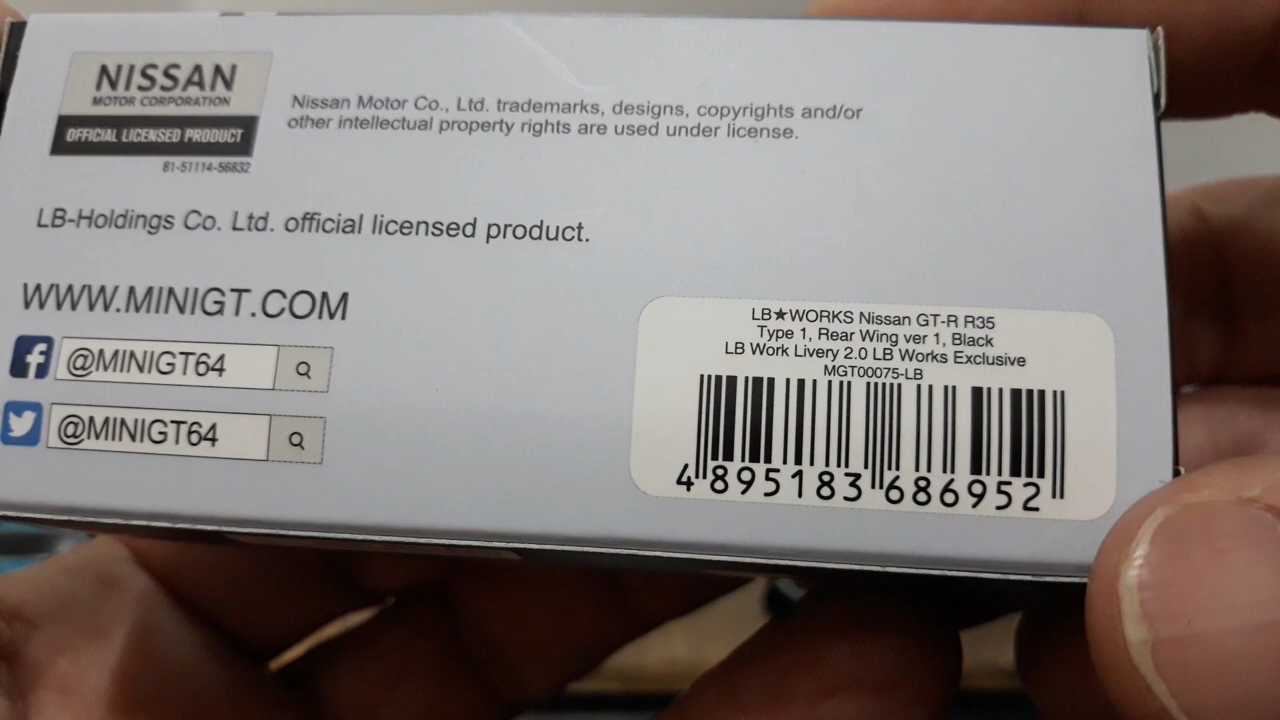 NISSAN
MOTOR CORPORATION
OFFICIAL LICENSED PRODUCT
81-51114-56832
Nissan Motor Co., Ltd. trademarks, designs, copyrights and/or
other intellectual property rights are used under license.
LB-Holdings Co. Ltd. official licensed product.
WWW.MINIGT.COM
@MINIGT64
@MINIGT64
LB★WORKS Nissan GT-R R35
Type 1, Rear Wing ver 1, Black
LB Work Livery 2.0 LB Works Exclusive
MGT00075-LB
4 895183 686952